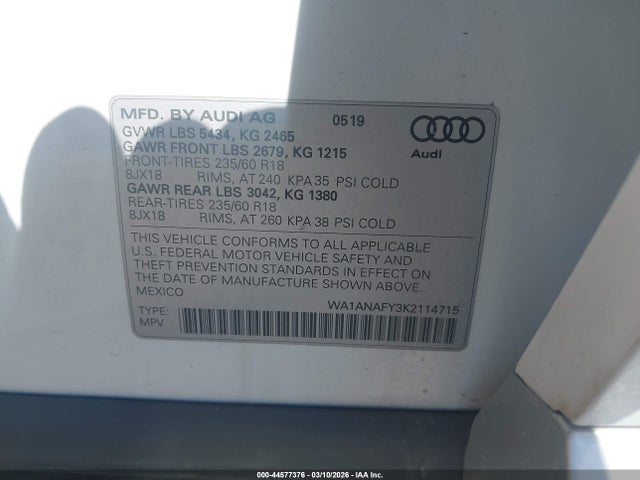 MFD. BY AUDI AG 0519
GVWR LBS 5434, KG 2465
GAWR FRONT LBS 2679, KG 1215
FRONT-TIRES 235/60 R18
8JX18 RIMS, AT 240 KPA 35 PSI COLD
GAWR REAR LBS 3042, KG 1380
REAR-TIRES 235/60 R18
8JX18 RIMS, AT 260 KPA 38 PSI COLD
Audi
THIS VEHICLE CONFORMS TO ALL APPLICABLE
U.S. FEDERAL MOTOR VEHICLE SAFETY AND
THEFT PREVENTION STANDARDS IN EFFECT ON
THE DATE OF MANUFACTURE SHOWN ABOVE.
MEXICO
WA1ANAFY3K2114715
TYPE:
MPV
000-44577376 - 03/10/2026 - IAA Inc.